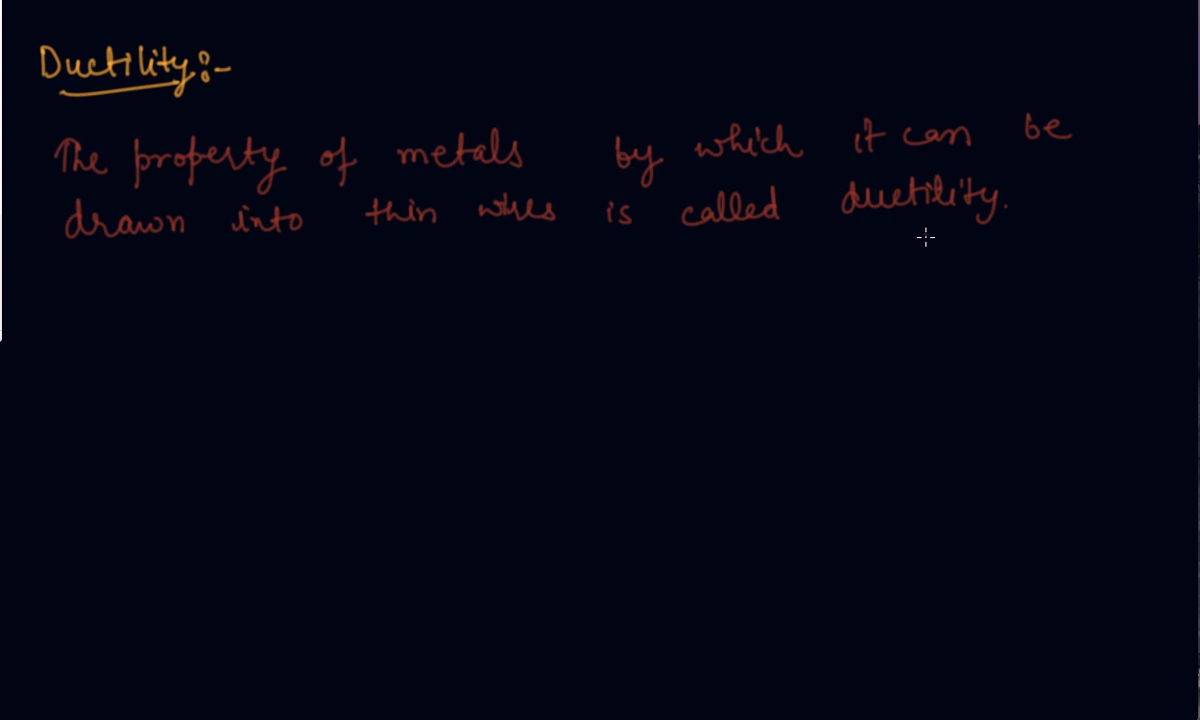 Ductility:-
The property of metals by which it can be
drawn into thin wires is called ductility.